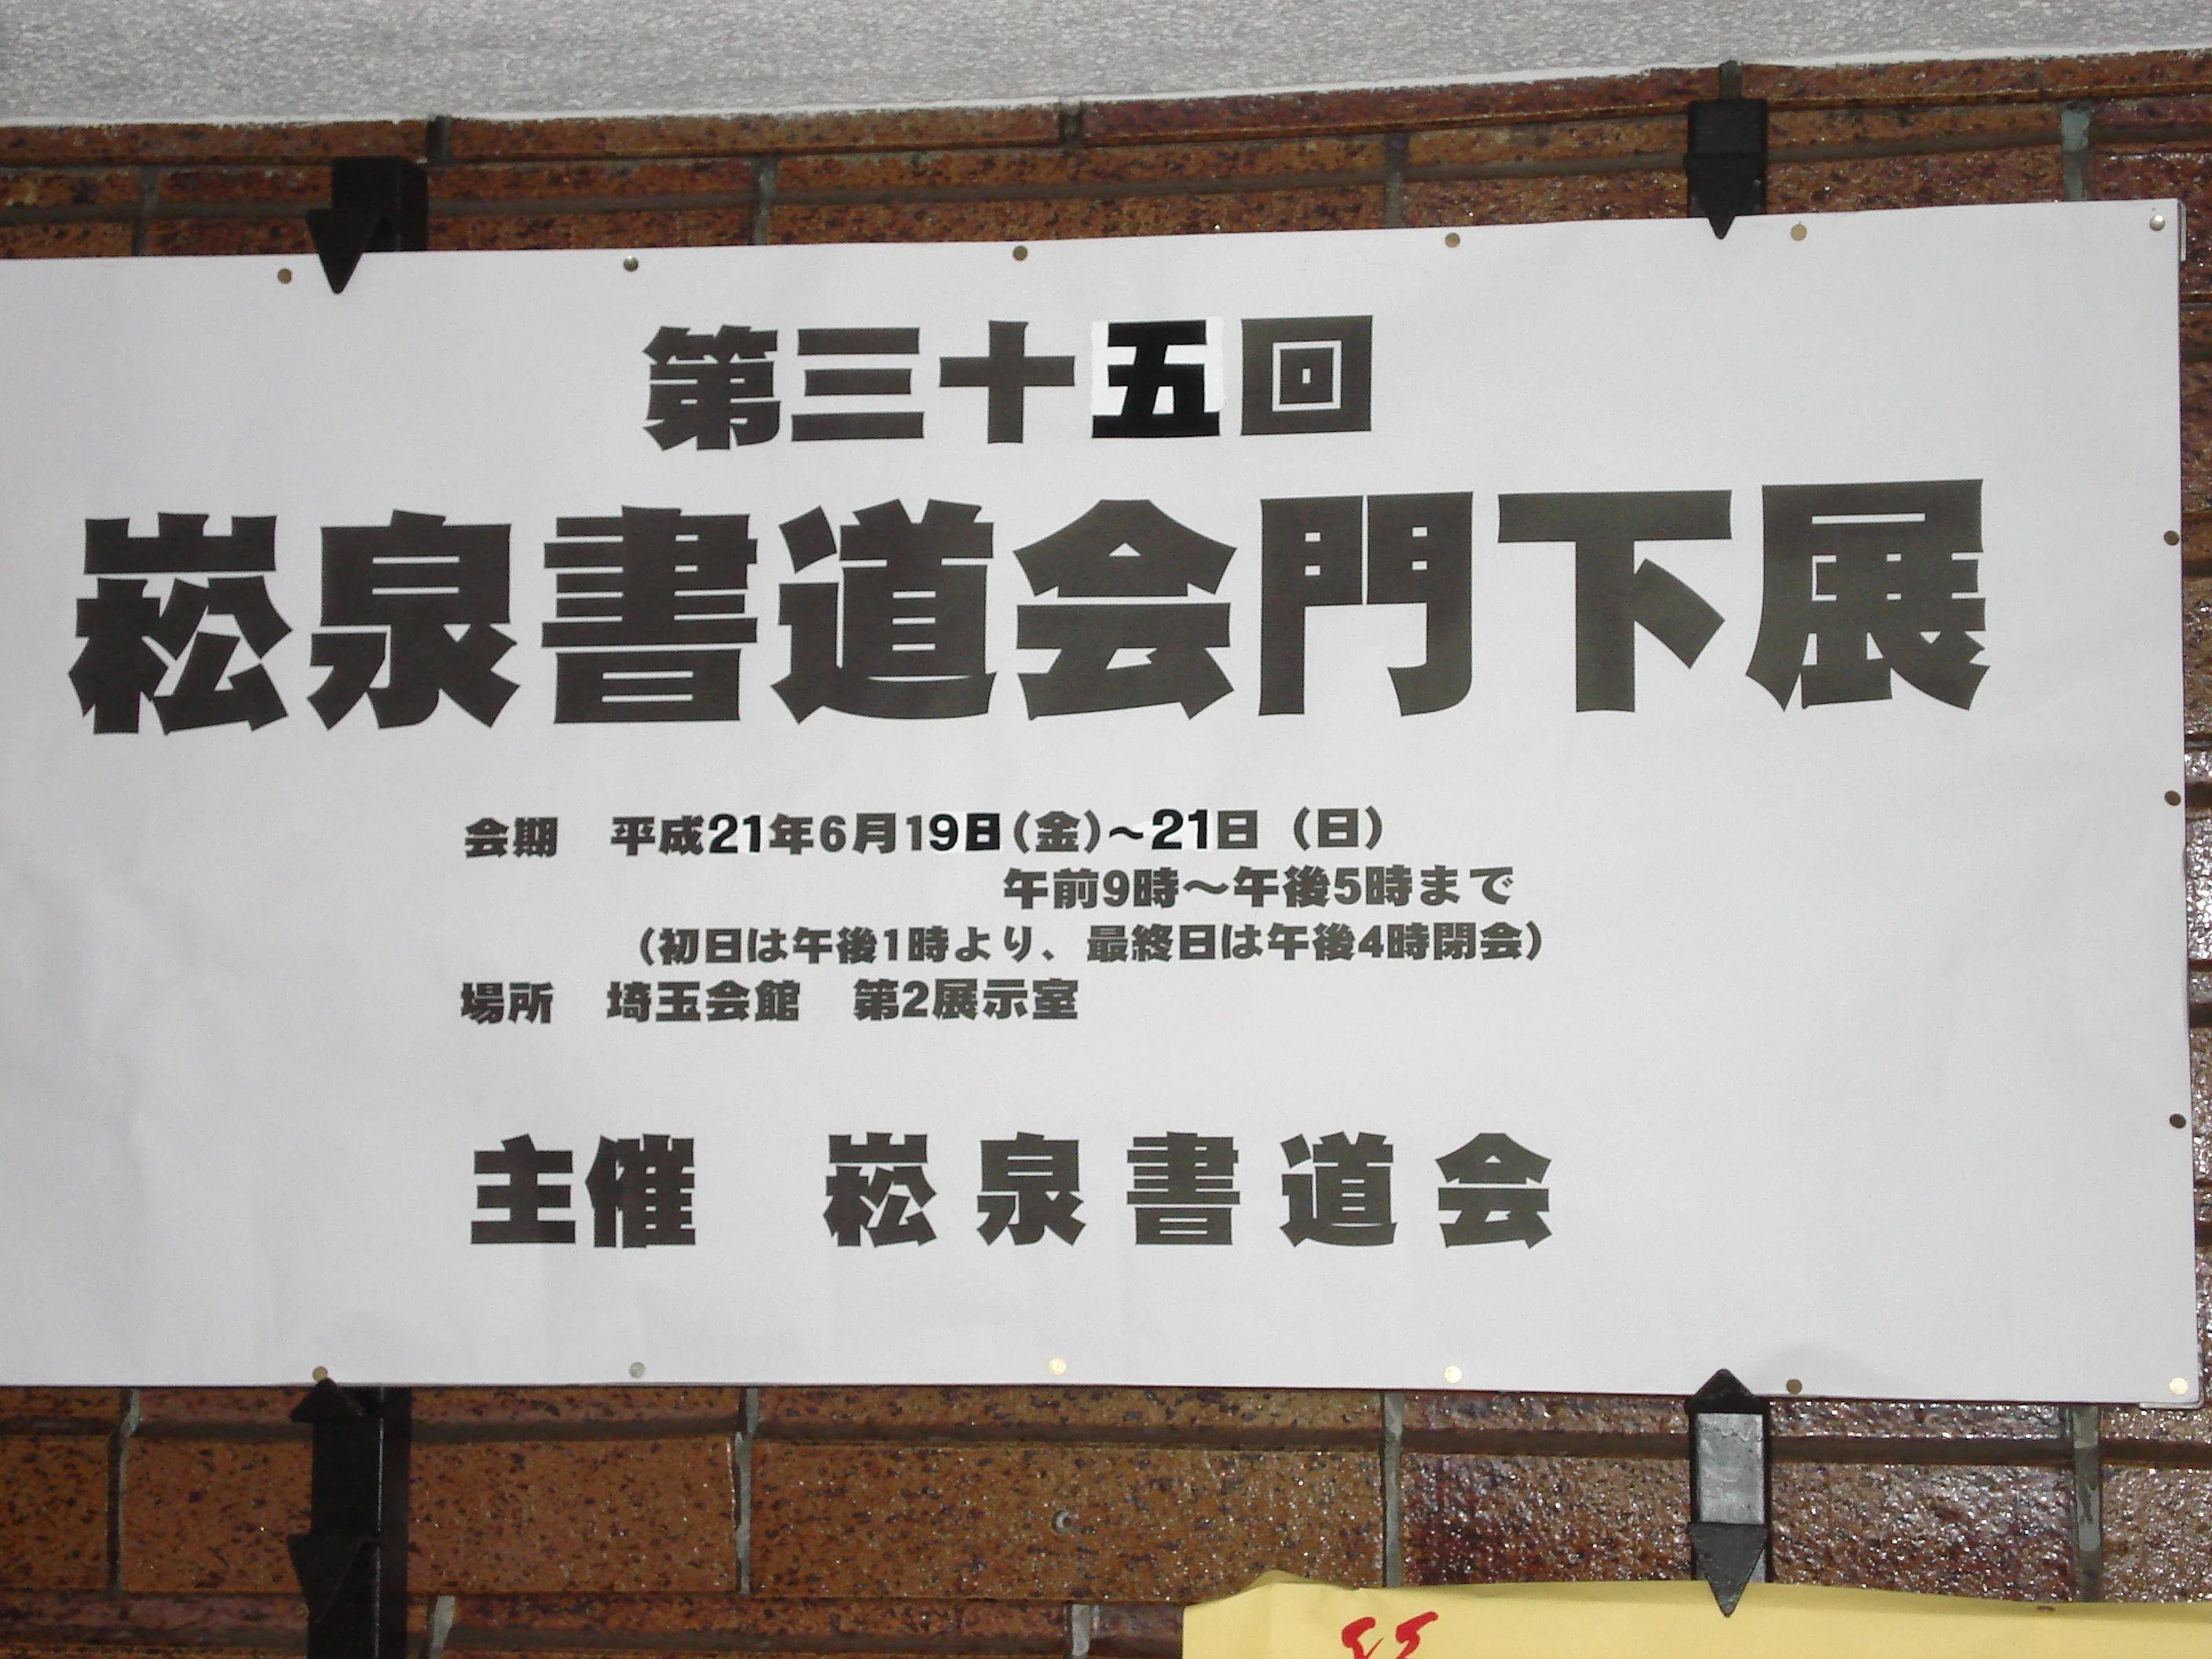 第三十五回
崧泉書道会門下展
会期　平成21年6月19日(金)～21日（日）
午前9時～午後5時まで
（初日は午後1時より、最終日は午後4時閉会）
場所　埼玉会館　第2展示室
主催　崧泉書道会